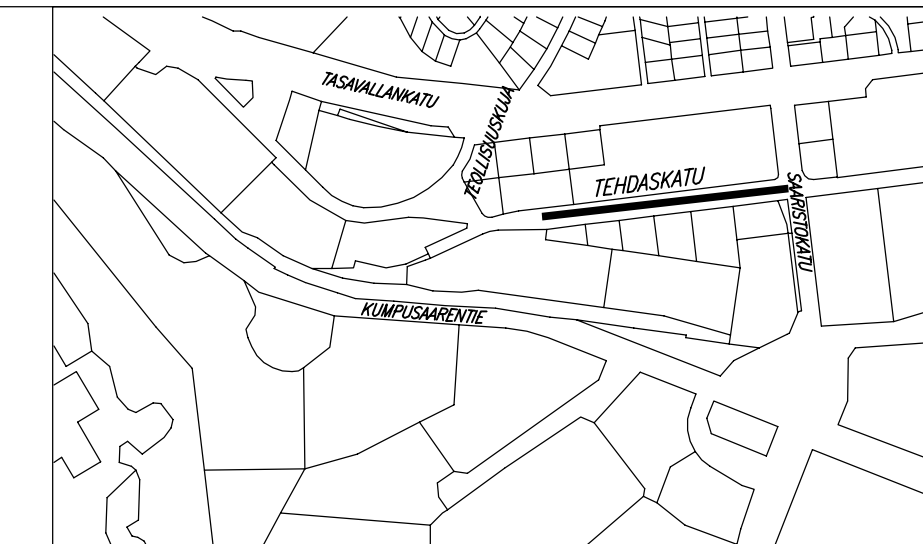 TASAVALLANKATU
TEOLLISUUSKUJA
TEHDASKATU
SAARISTOKATU
KUMPUSAARENTIE